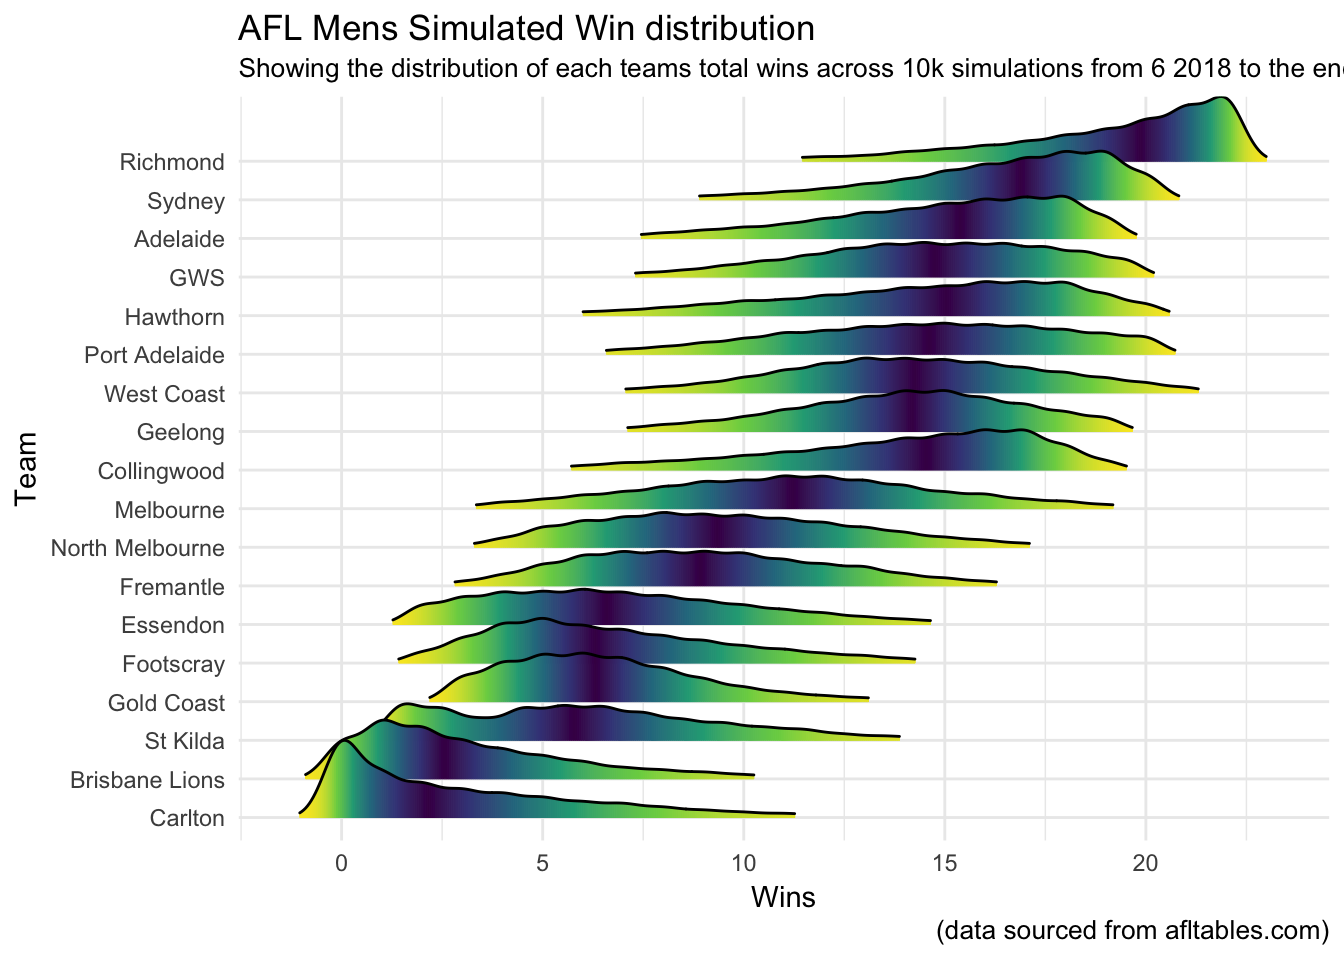 AFL Mens Simulated Win distribution
Showing the distribution of each teams total wins across 10k simulations from 6 2018 to the
Richmond
Sydney
Adelaide
GWS
Hawthorn
Port Adelaide
West Coast
Geelong
Collingwood
Melbourne
North Melbourne
Fremantle
Essendon
Footscray
Gold Coast
St Kilda
Brisbane Lions
Carlton
Team
0 5 10 15 20
Wins
(data sourced from afltables.com)